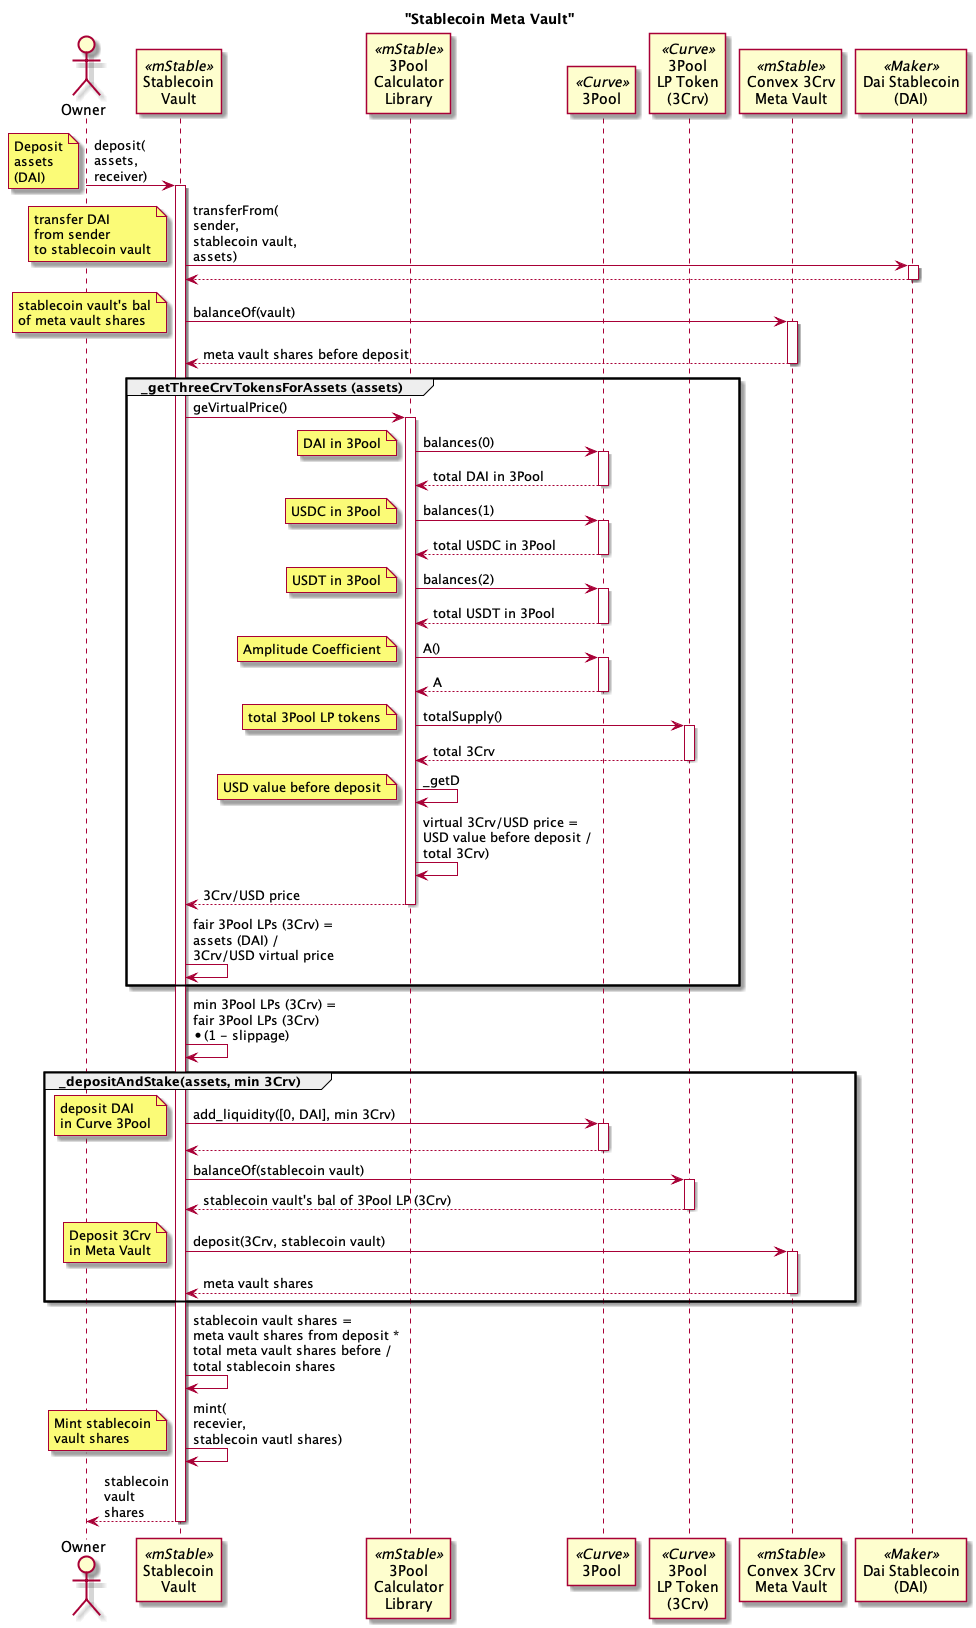 "Stablecoin Meta Vault"
Owner
«mStable»
Stablecoin
Vault
«mStable»
3Pool
Calculator
Library
«Curve»
3Pool
«Curve»
3Pool
LP Token
(3Crv)
«mStable»
Convex 3Crv
Meta Vault
«Maker»
Dai Stablecoin
(DAI)
Deposit
assets
(DAI)
deposit(
assets,
receiver)
transfer DAI
from sender
to stablecoin vault
transferFrom(
sender,
stablecoin vault,
assets)
stablecoin vault's bal
of meta vault shares
balanceOf(vault)
meta vault shares before deposit
_getThreeCrvTokensForAssets (assets)
geVirtualPrice()
DAI in 3Pool
balances(0)
total DAI in 3Pool
USDC in 3Pool
balances(1)
total USDC in 3Pool
USDT in 3Pool
balances(2)
total USDT in 3Pool
Amplitude Coefficient
A()
A
total 3Pool LP tokens
totalSupply()
total 3Crv
USD value before deposit
_getD
virtual 3Crv/USD price =
USD value before deposit /
total 3Crv)
3Crv/USD price
fair 3Pool LPs (3Crv) =
assets (DAI) /
3Crv/USD virtual price
min 3Pool LPs (3Crv) =
fair 3Pool LPs (3Crv)
• (1 - slippage)
_depositAndStake(assets, min 3Crv)
deposit DAI
in Curve 3Pool
add_liquidity([0, DAI], min 3Crv)
balanceOf(stablecoin vault)
stablecoin vault's bal of 3Pool LP (3Crv)
Deposit 3Crv
in Meta Vault
deposit(3Crv, stablecoin vault)
meta vault shares
stablecoin vault shares =
meta vault shares from deposit *
total meta vault shares before /
total stablecoin shares
Mint stablecoin
vault shares
mint(
recevier,
stablecoin vautl shares)
stablecoin
vault
shares
Owner
«mStable»
Stablecoin
Vault
«mStable»
3Pool
Calculator
Library
«Curve»
3Pool
«Curve»
3Pool
LP Token
(3Crv)
«mStable»
Convex 3Crv
Meta Vault
«Maker»
Dai Stablecoin
(DAI)